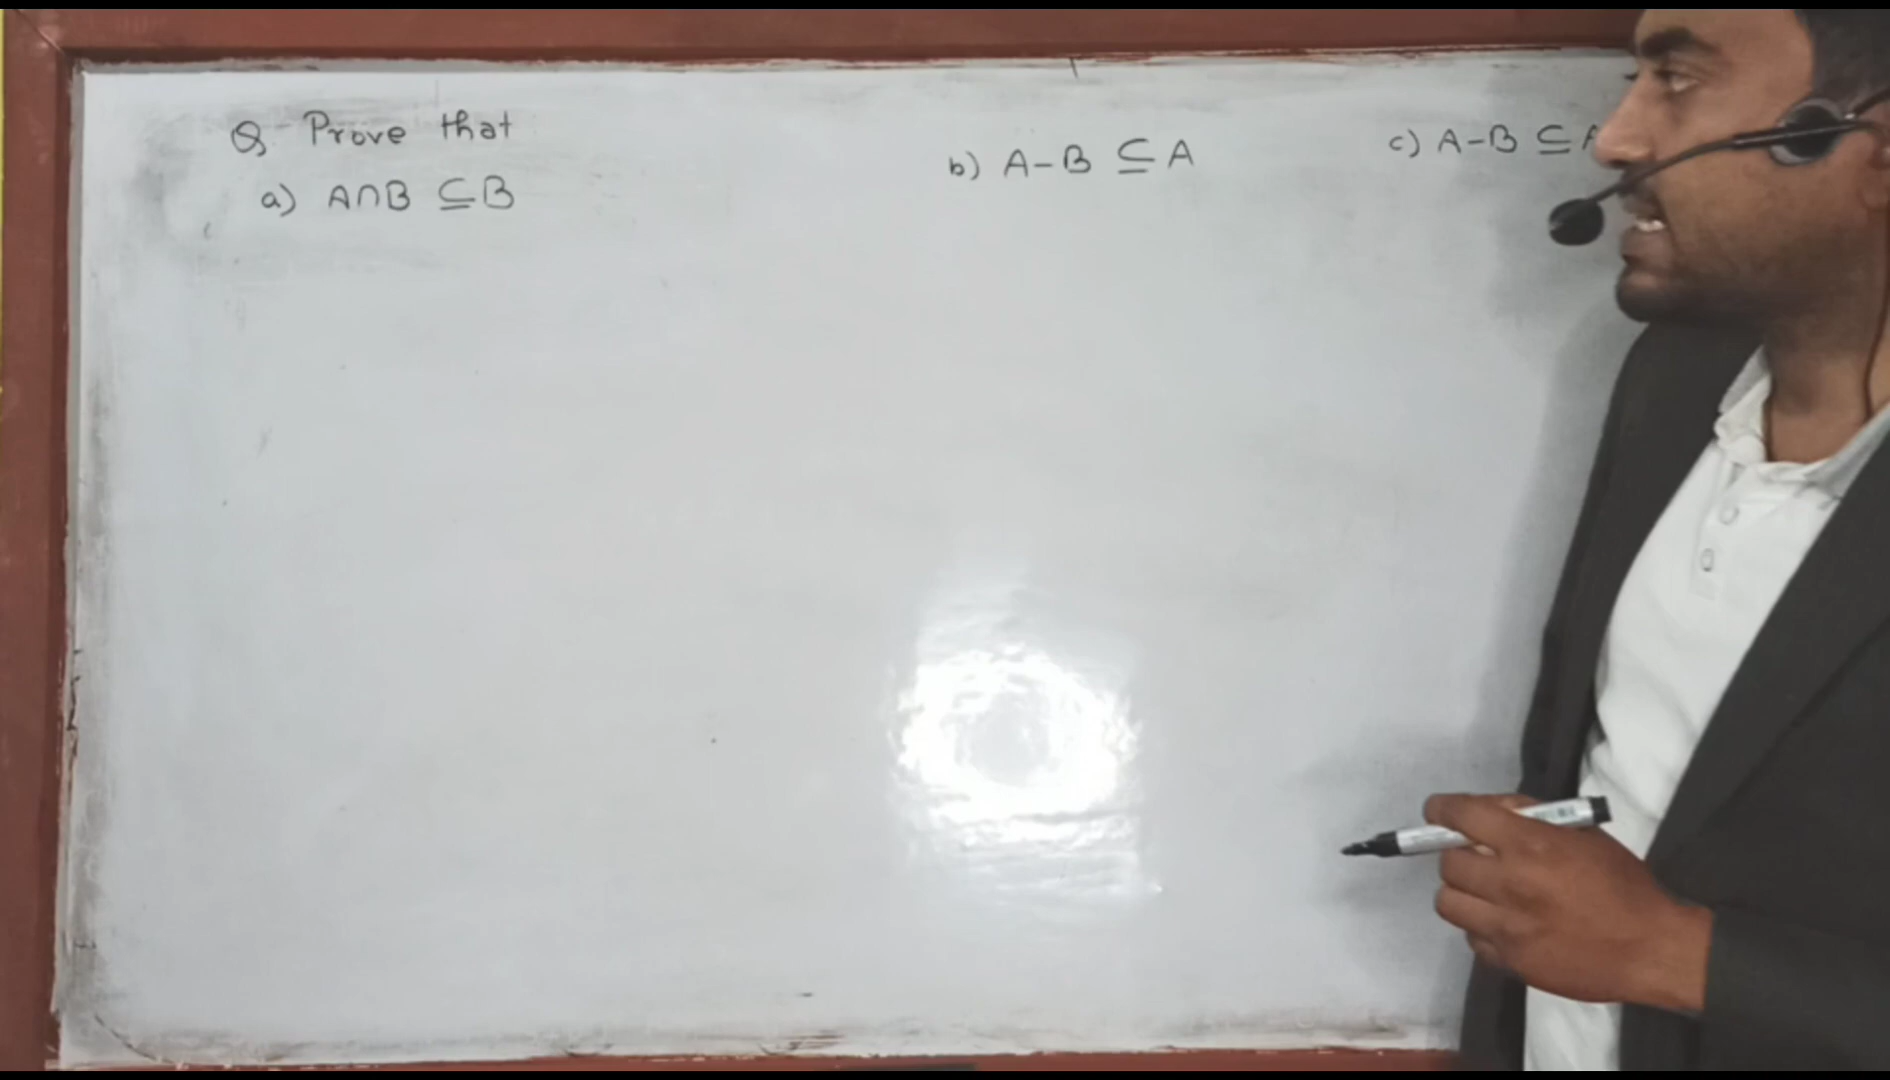 Q Prove that
a) A∩B ⊆ B
b) A-B ⊆ A
c) A-B ⊆